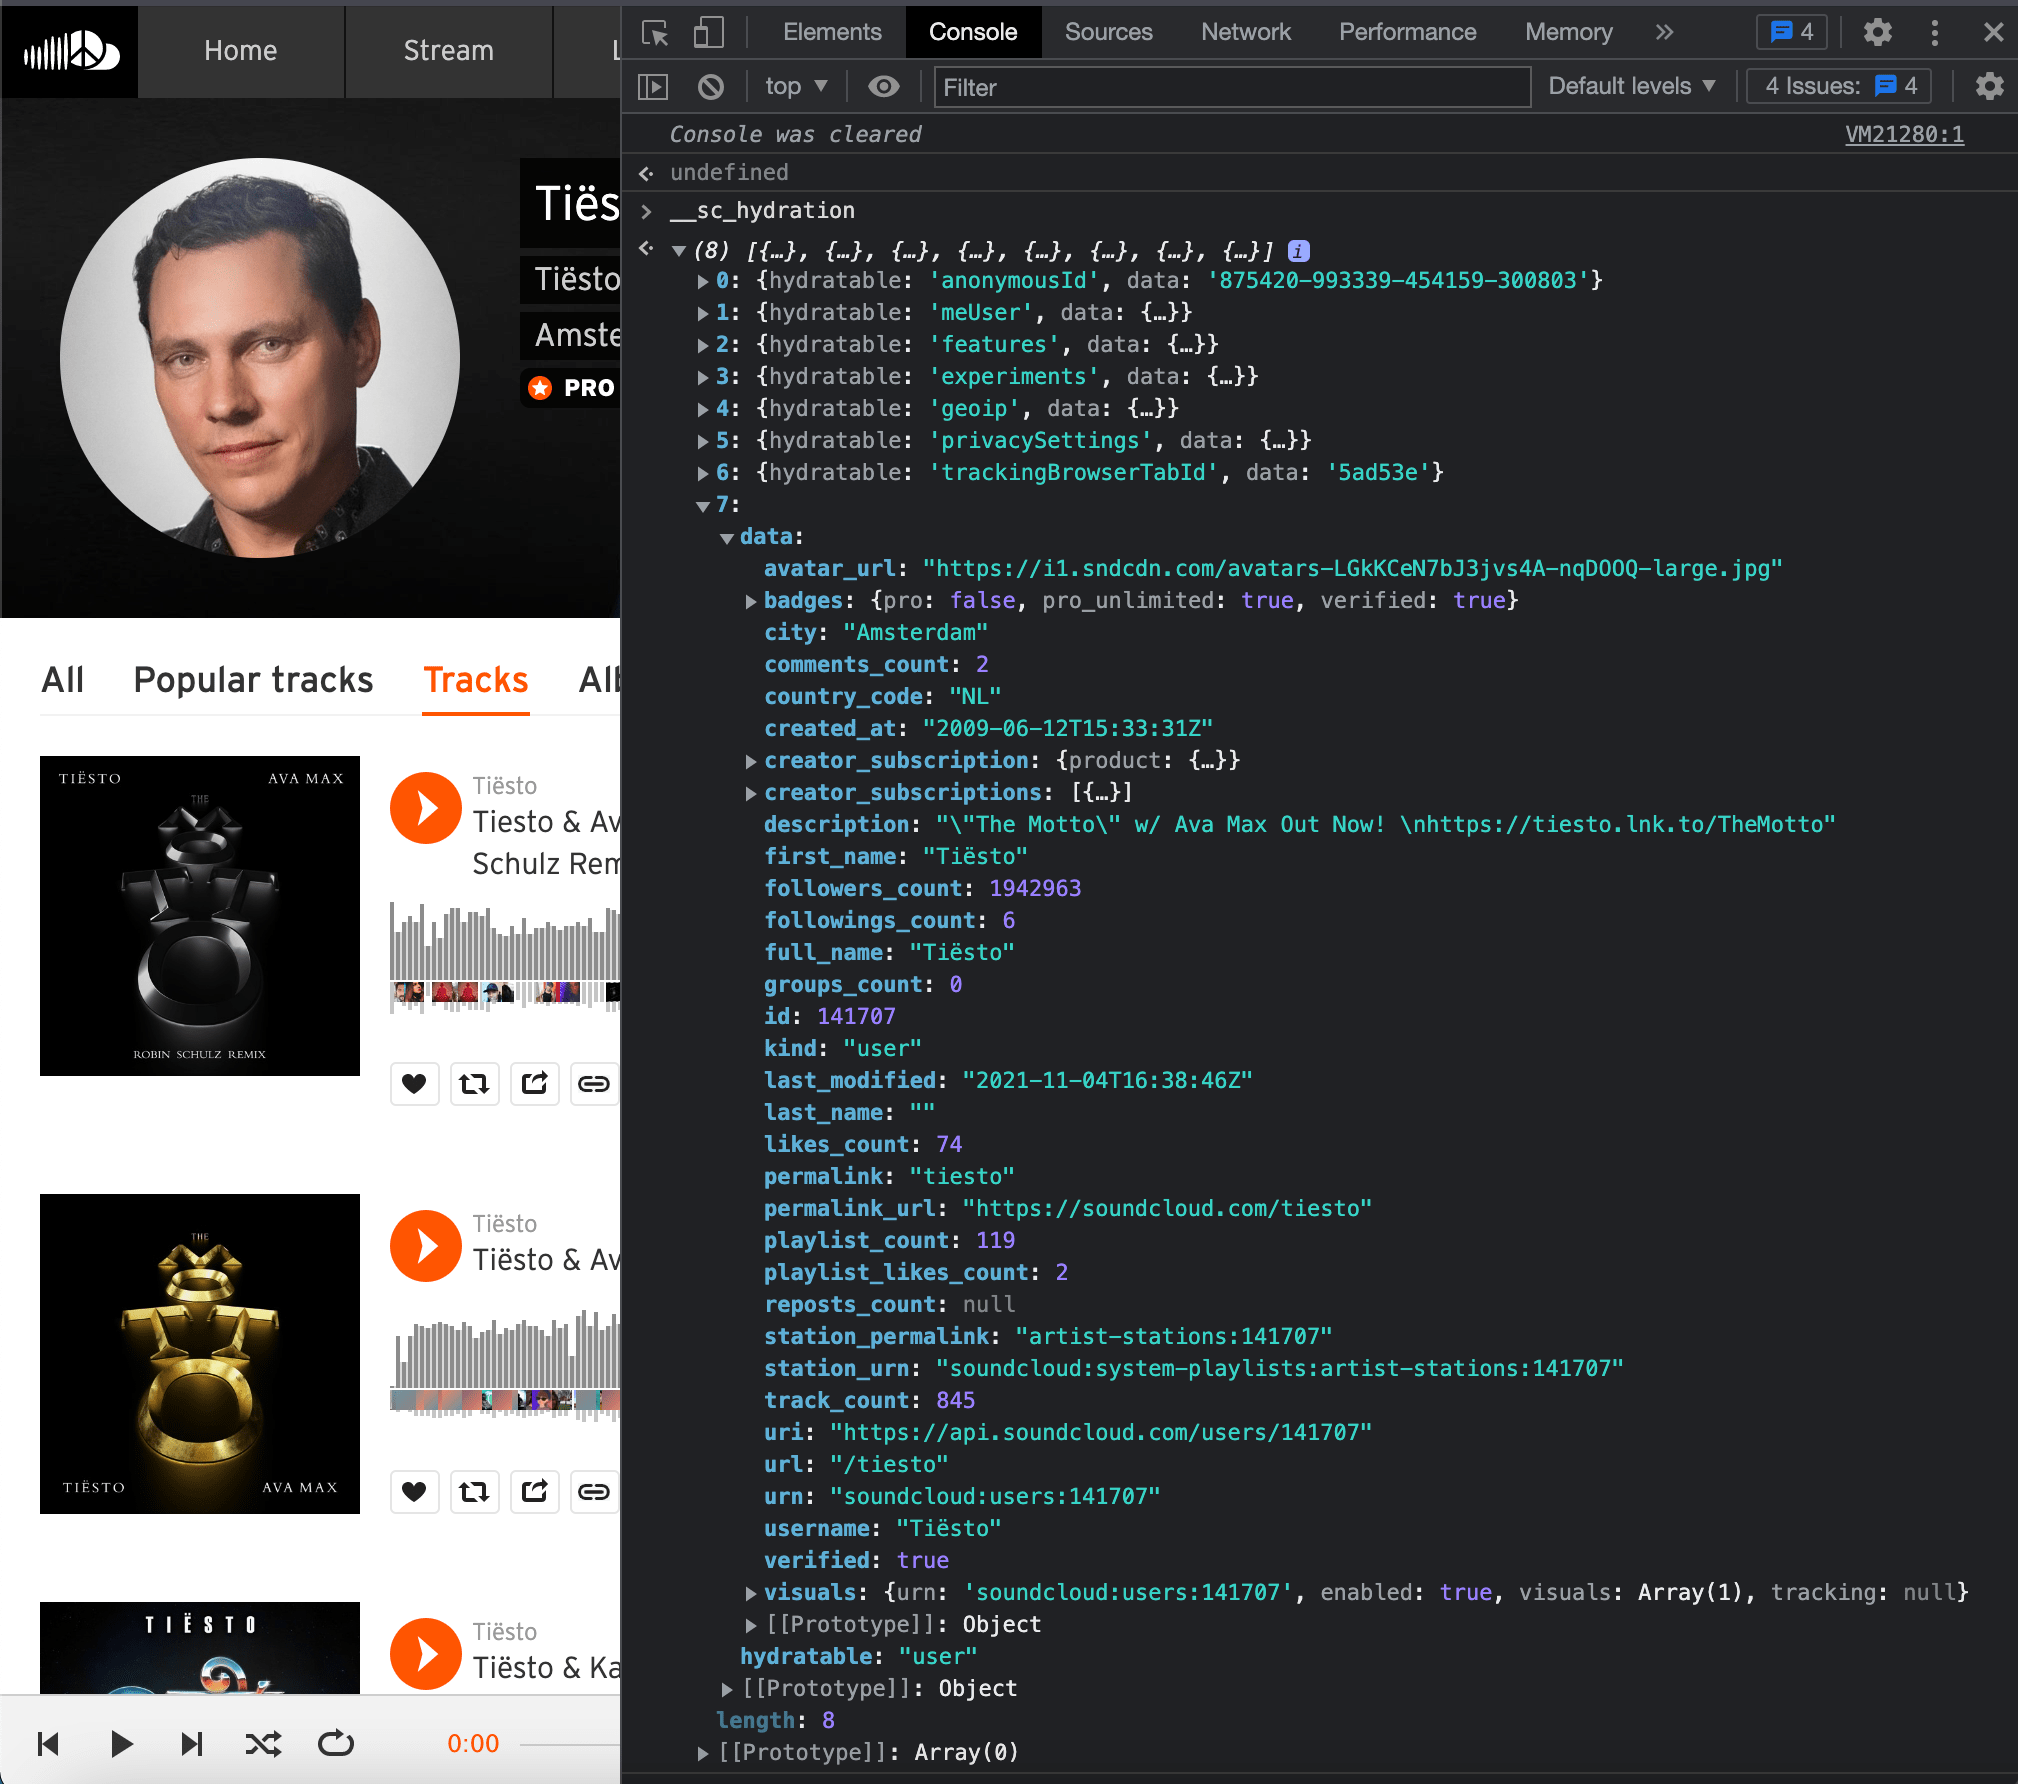 Home
Stream
L
Tiës
Tiësto
Amste
PRO
All
Popular tracks
Tracks
Alb
TIËSTO
AVA MAX
THE
MOTTO
ROBIN SCHULZ REMIX
Tiësto
Tiesto & Av
Schulz Rem
THE
MOTTO
TIËSTO
AVA MAX
Tiësto
Tiësto & Av
TIËSTO
Tiësto
Tiësto & Ka
0:00
Elements
Console
Sources
Network
Performance
Memory
4
top
Filter
Default levels
4 Issues: 4
Console was cleared
VM21280:1
undefined
__sc_hydration
(8) [{…}, {…}, {…}, {…}, {…}, {…}, {…}, {…}] i
0: {hydratable: 'anonymousId', data: '875420-993339-454159-300803'}
1: {hydratable: 'meUser', data: {…}}
2: {hydratable: 'features', data: {…}}
3: {hydratable: 'experiments', data: {…}}
4: {hydratable: 'geoip', data: {…}}
5: {hydratable: 'privacySettings', data: {…}}
6: {hydratable: 'trackingBrowserTabId', data: '5ad53e'}
7:
data:
avatar_url: "https://i1.sndcdn.com/avatars-LGkKCeN7bJ3jvs4A-nqDOOQ-large.jpg"
badges: {pro: false, pro_unlimited: true, verified: true}
city: "Amsterdam"
comments_count: 2
country_code: "NL"
created_at: "2009-06-12T15:33:31Z"
creator_subscription: {product: {…}}
creator_subscriptions: [{…}]
description: "\"The Motto\" w/ Ava Max Out Now! \nhttps://tiesto.lnk.to/TheMotto"
first_name: "Tiësto"
followers_count: 1942963
followings_count: 6
full_name: "Tiësto"
groups_count: 0
id: 141707
kind: "user"
last_modified: "2021-11-04T16:38:46Z"
last_name: ""
likes_count: 74
permalink: "tiesto"
permalink_url: "https://soundcloud.com/tiesto"
playlist_count: 119
playlist_likes_count: 2
reposts_count: null
station_permalink: "artist-stations:141707"
station_urn: "soundcloud:system-playlists:artist-stations:141707"
track_count: 845
uri: "https://api.soundcloud.com/users/141707"
url: "/tiesto"
urn: "soundcloud:users:141707"
username: "Tiësto"
verified: true
visuals: {urn: 'soundcloud:users:141707', enabled: true, visuals: Array(1), tracking: null}
[[Prototype]]: Object
hydratable: "user"
[[Prototype]]: Object
length: 8
[[Prototype]]: Array(0)